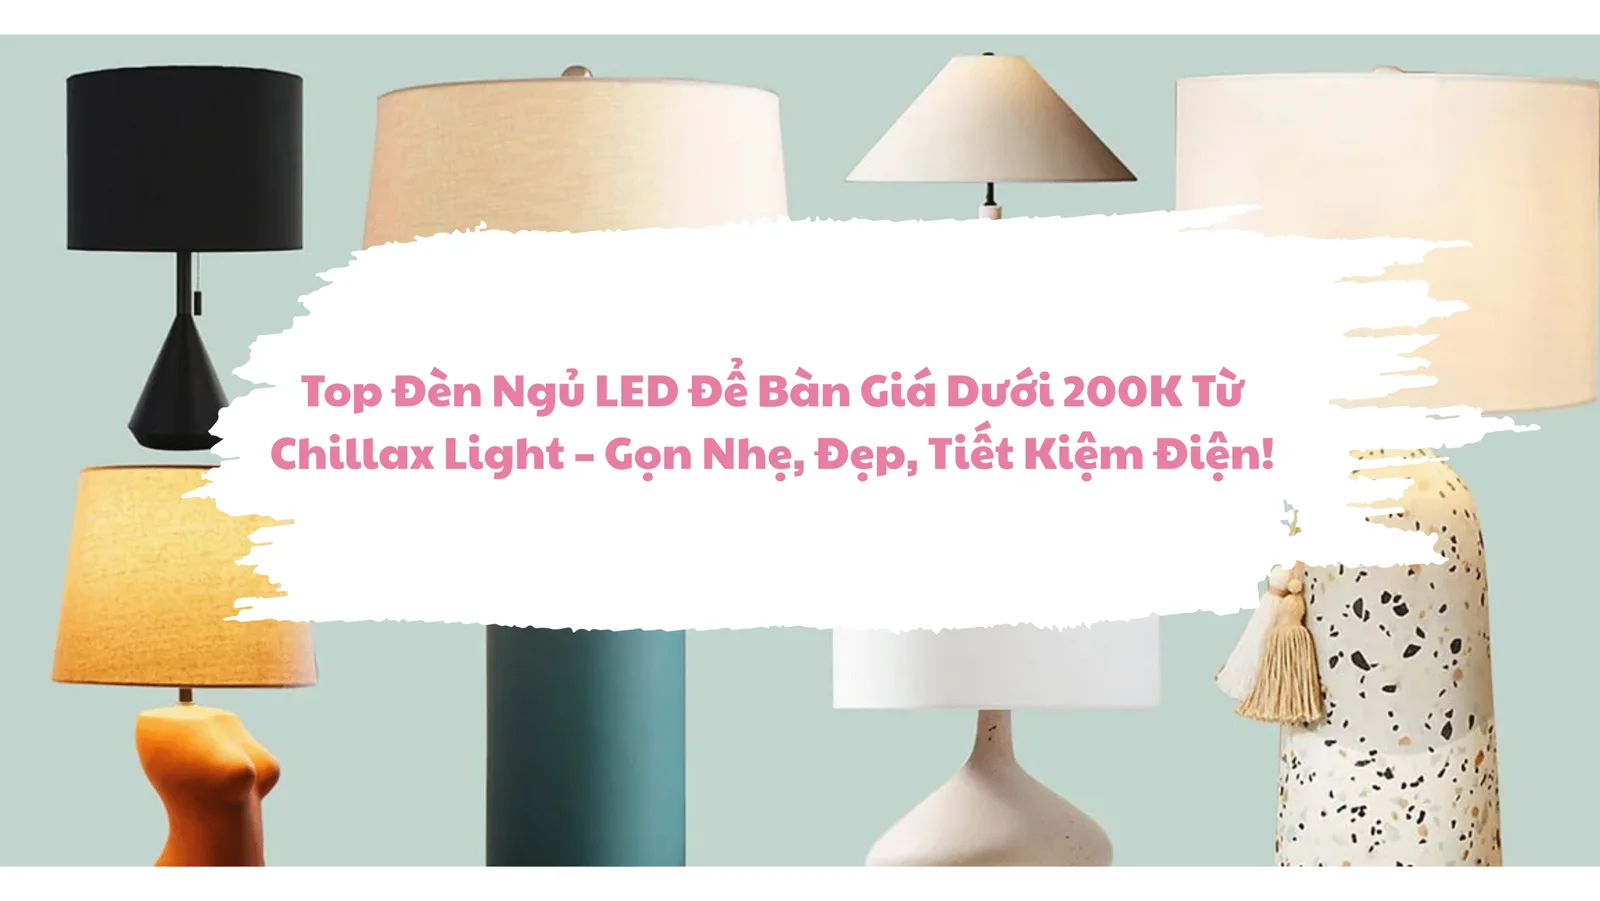 Top Đèn Ngủ LED Để Bàn Giá Dưới 200K Từ
Chillax Light – Gọn Nhẹ, Đẹp, Tiết Kiệm Điện!